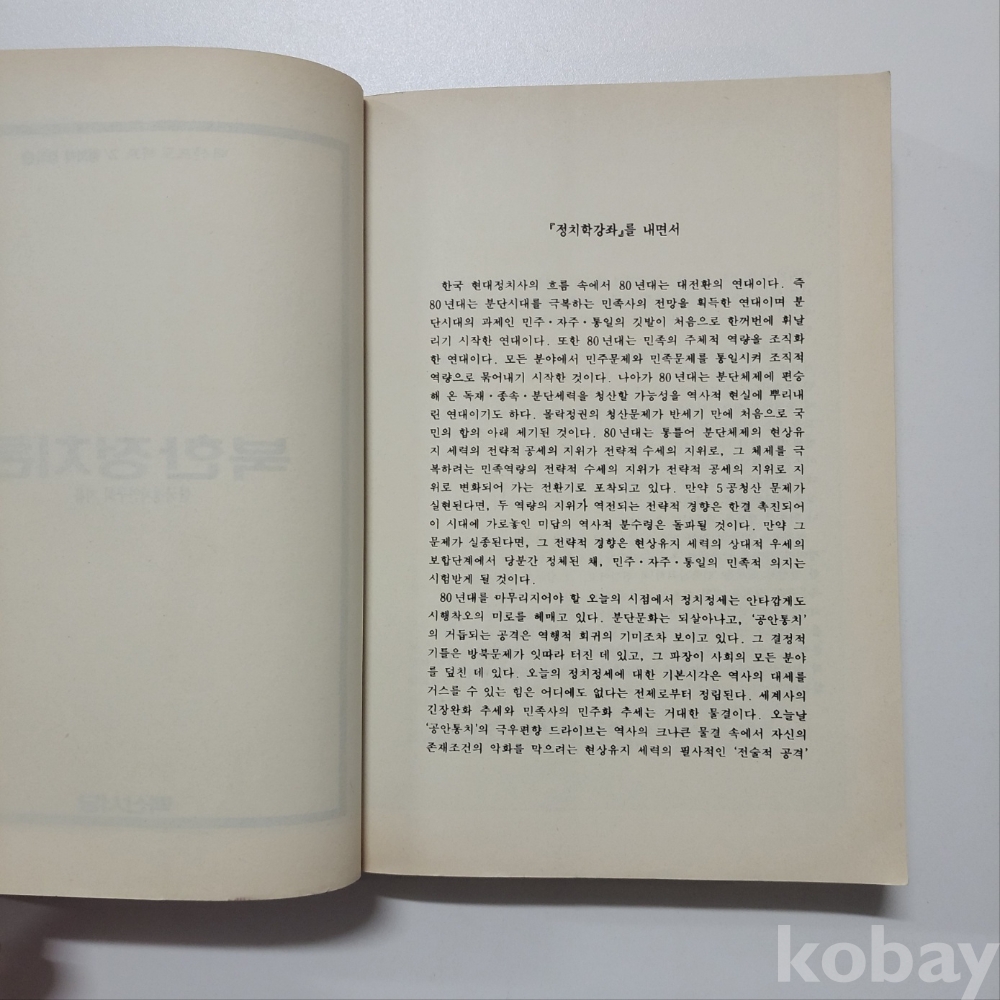 『정치학강좌』를 내면서
한국 현대정치사의 흐름 속에서 80년대는 대전환의 연대이다. 즉
80년대는 분단시대를 극복하는 민족사의 전망을 획득한 연대이며 분
단시대의 과제인 민주·자주·통일의 깃발이 처음으로 한꺼번에 휘날
리기 시작한 연대이다. 또한 80년대는 민족의 주체적 역량을 조직화
한 연대이다. 모든 분야에서 민주문제와 민족문제를 통일시켜 조직적
역량으로 묶어내기 시작한 것이다. 나아가 80년대는 분단체제에 편승
해 온 독재·종속·분단세력을 청산할 가능성을 역사적 현실에 뿌리내
린 연대이기도 하다. 몰락정권의 청산문제가 반세기 만에 처음으로 국
민의 합의 아래 제기된 것이다. 80년대는 통틀어 분단체제의 현상유
지 세력의 전략적 공세의 지위가 전략적 수세의 지위로, 그 체제를 극
복하려는 민족역량의 전략적 수세의 지위가 전략적 공세의 지위로 지
위로 변화되어 가는 전환기로 포착되고 있다. 만약 5공청산 문제가
실현된다면, 두 역량의 지위가 역전되는 전략적 경향은 한결 촉진되어
이 시대에 가로놓인 미답의 역사적 분수령은 돌파될 것이다. 만약 그
문제가 실종된다면, 그 전략적 경향은 현상유지 세력의 상대적 우세의
보합단계에서 당분간 정체된 채, 민주·자주·통일의 민족적 의지는
시험받게 될 것이다.
80년대를 마무리지어야 할 오늘의 시점에서 정치정세는 안타깝게도
시행착오의 미로를 헤매고 있다. 분단문화는 되살아나고, ‘공안통치’
의 거듭되는 공격은 역행적 회귀의 기미조차 보이고 있다. 그 결정적
기틀은 방북문제가 잇따라 터진 데 있고, 그 파장이 사회의 모든 분야
를 덮친 데 있다. 오늘의 정치정세에 대한 기본시각은 역사의 대세를
거스를 수 있는 힘은 어디에도 없다는 전제로부터 정립된다. 세계사의
긴장완화 추세와 민족사의 민주화 추세는 거대한 물결이다. 오늘날
‘공안통치’의 극우편향 드라이브는 역사의 크나큰 물결 속에서 자신의
존재조건의 악화를 막으려는 현상유지 세력의 필사적인 ‘전술적 공격’
kobay